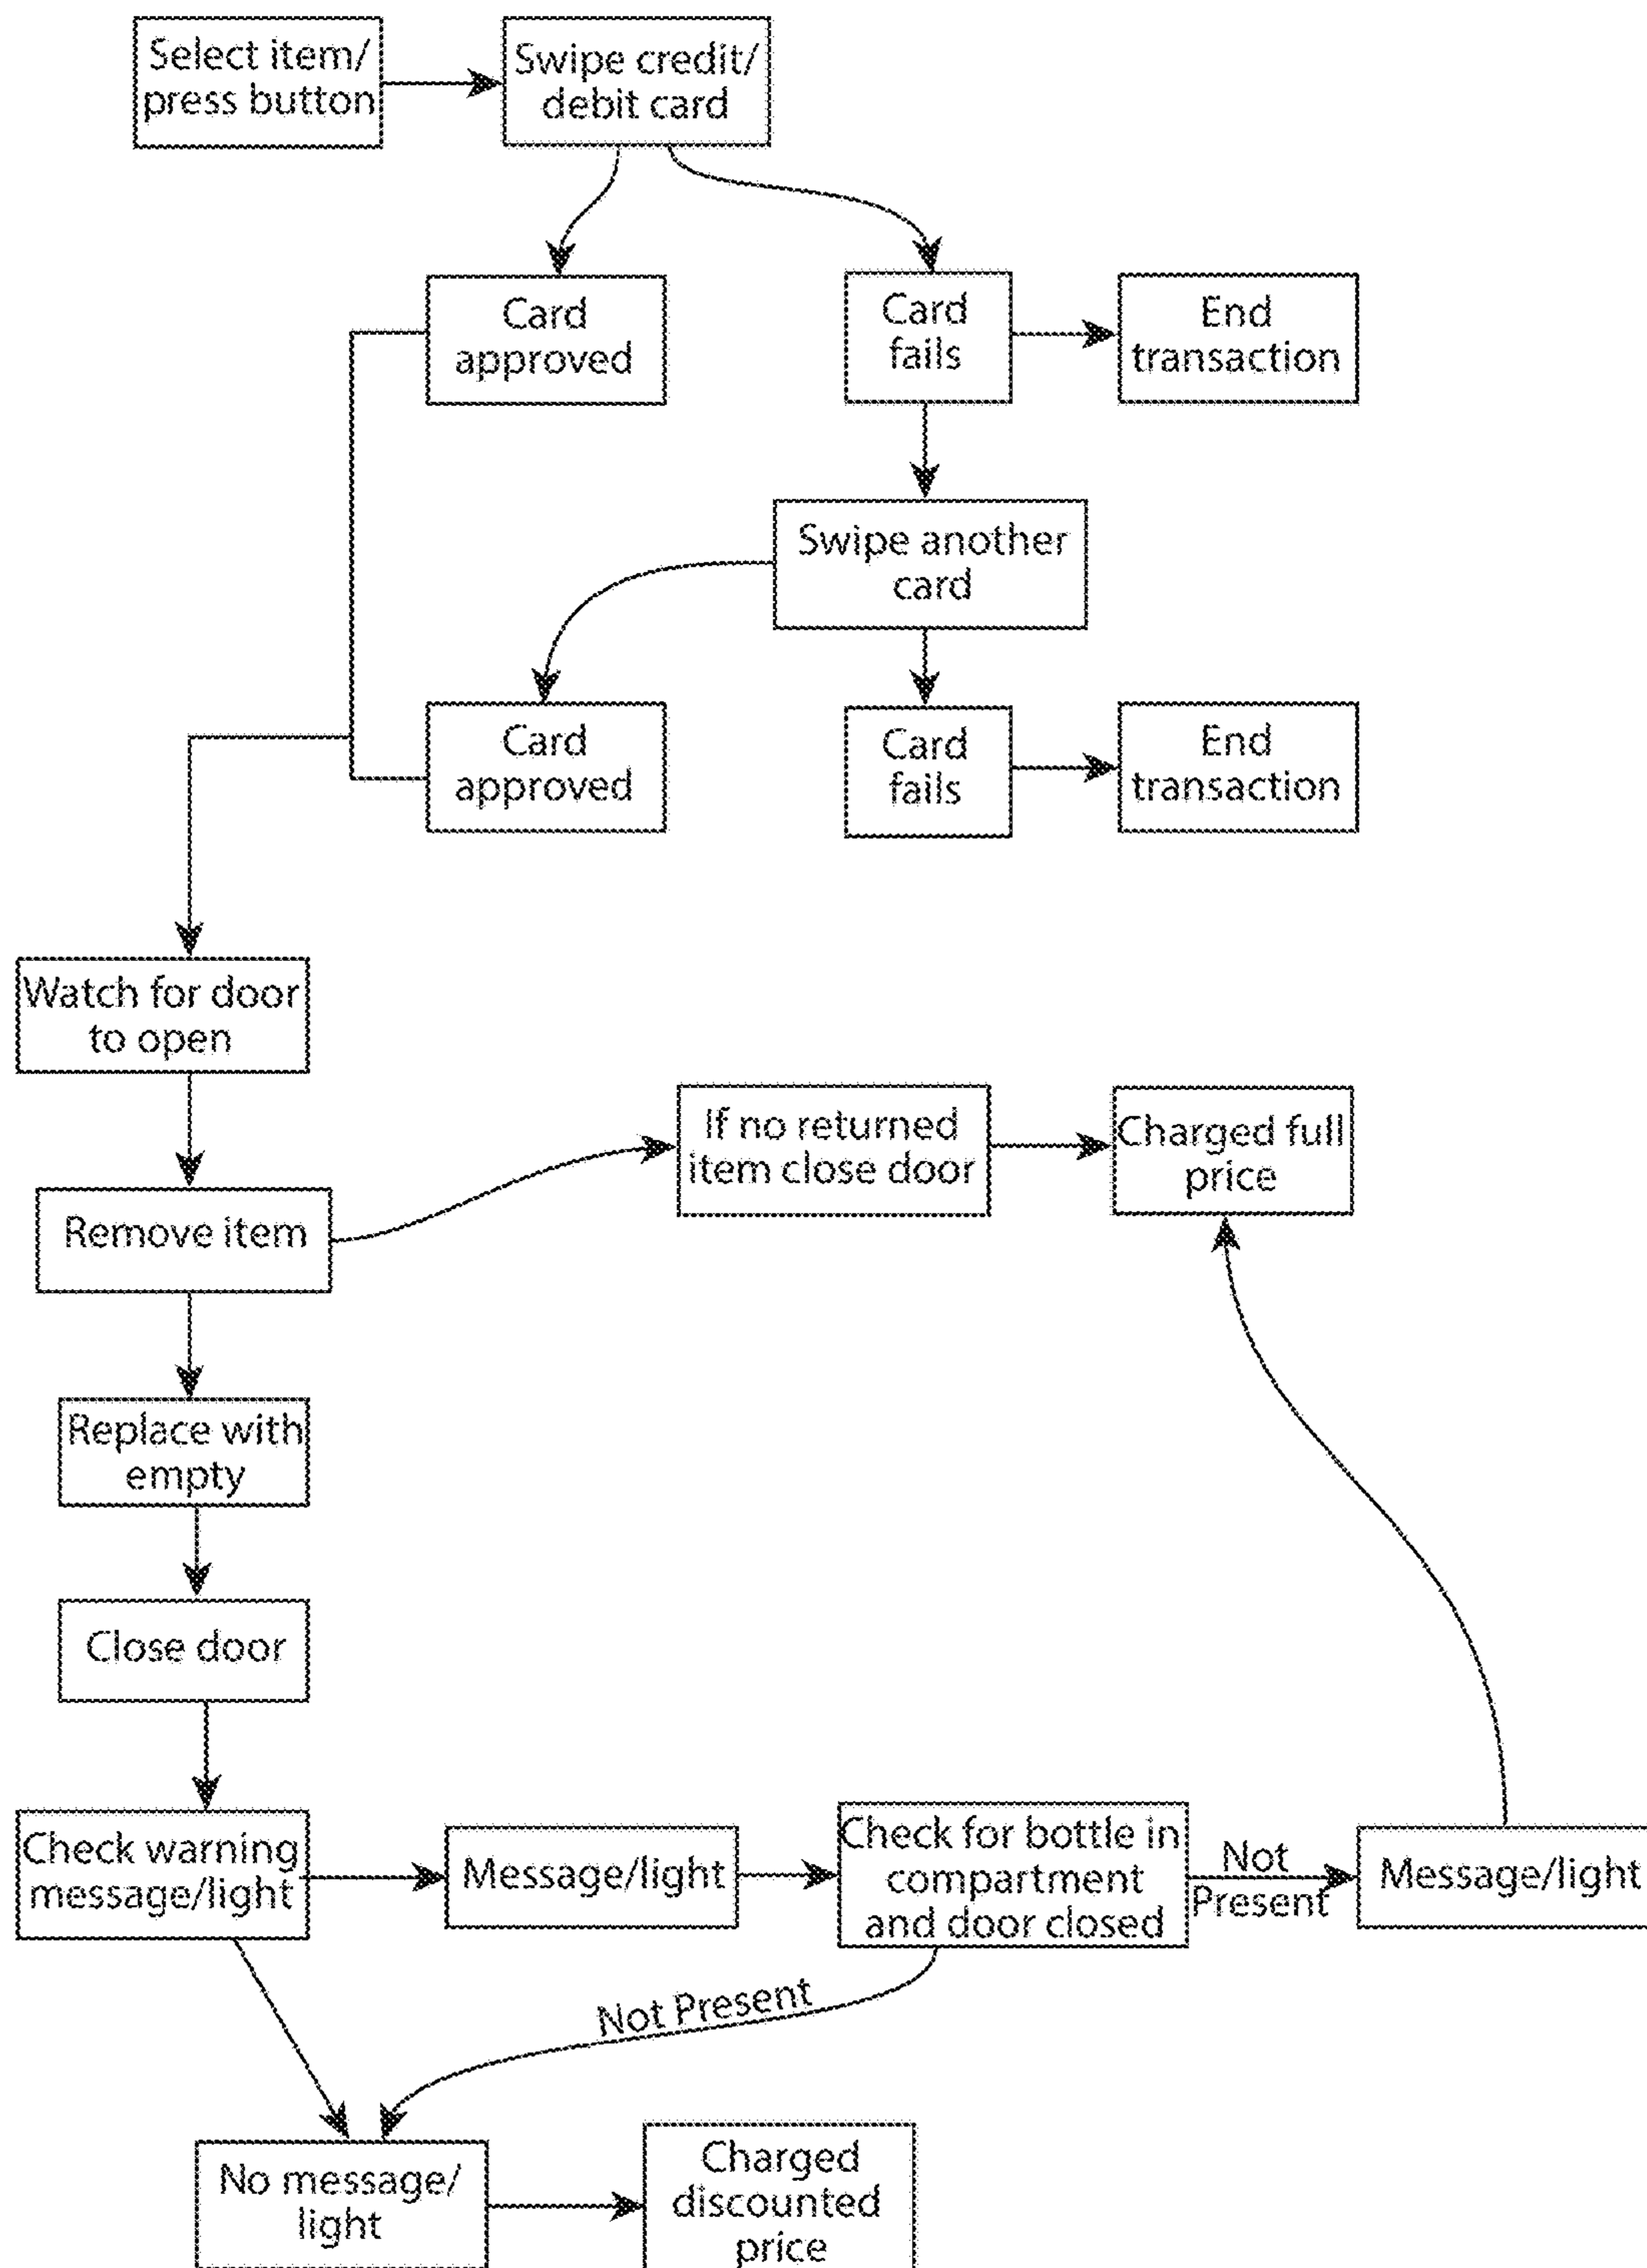 Select item/
press button
Swipe credit/
debit card
Card
approved
Card
fails
End
transaction
Swipe another
card
Card
approved
Card
fails
End
transaction
Watch for door
to open
If no returned
item close door
Charged full
price
Remove item
Replace with
empty
Close door
Check warning
message/light
Message/light
Check for bottle in
compartment
and door closed
Not
Present
Message/light
Not Present
No message/
light
Charged
discounted
price